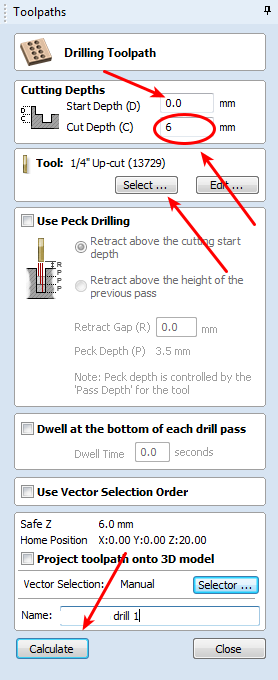 Toolpaths
Drilling Toolpath
Cutting Depths
Start Depth (D) 0.0 mm
D
C
Cut Depth (C) 6 mm
Tool: 1/4" Up-cut (13729)
Select ... Edit ...
Use Peck Drilling
Retract above the cutting start
depth
R
P
P
P
Retract above the height of the
previous pass
Retract Gap (R) 0.0 mm
Peck Depth (P) 3.5 mm
Note: Peck depth is controlled by the
'Pass Depth' for the tool
Dwell at the bottom of each drill pass
Dwell Time 0.0 seconds
Use Vector Selection Order
Safe Z 6.0 mm
Home Position X:0.00 Y:0.00 Z:20.00
Project toolpath onto 3D model
Vector Selection: Manual Selector ...
Name: drill 1
Calculate Close